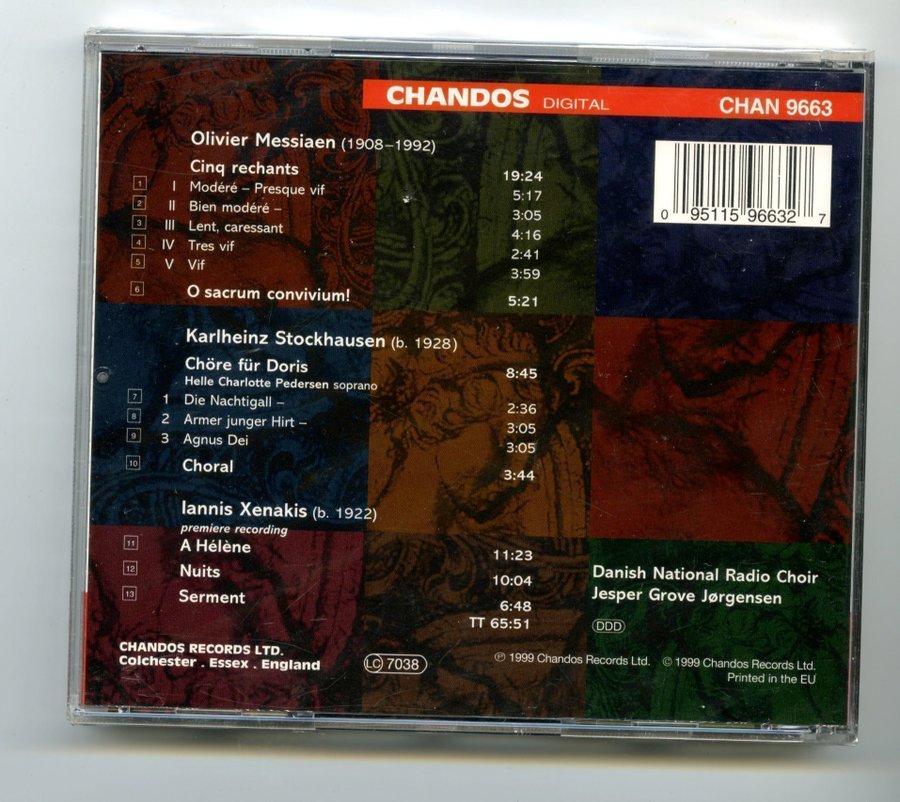 CHANDOS DIGITAL CHAN 9663
0 95115 96632 7
Olivier Messiaen (1908–1992)
Cinq rechants 19:24
1 I Modéré – Presque vif 5:17
2 II Bien modéré – 3:05
3 III Lent, caressant 4:16
4 IV Tres vif 2:41
5 V Vif 3:59
6 O sacrum convivium! 5:21
Karlheinz Stockhausen (b. 1928)
Chöre für Doris 8:45
Helle Charlotte Pedersen soprano
7 1 Die Nachtigall – 2:36
8 2 Armer junger Hirt – 3:05
9 3 Agnus Dei 3:05
10 Choral 3:44
Iannis Xenakis (b. 1922)
premiere recording
11 A Hélène 11:23
12 Nuits 10:04
13 Serment 6:48
TT 65:51
Danish National Radio Choir
Jesper Grove Jørgensen
DDD
CHANDOS RECORDS LTD.
Colchester . Essex . England
LC 7038
℗ 1999 Chandos Records Ltd. © 1999 Chandos Records Ltd.
Printed in the EU